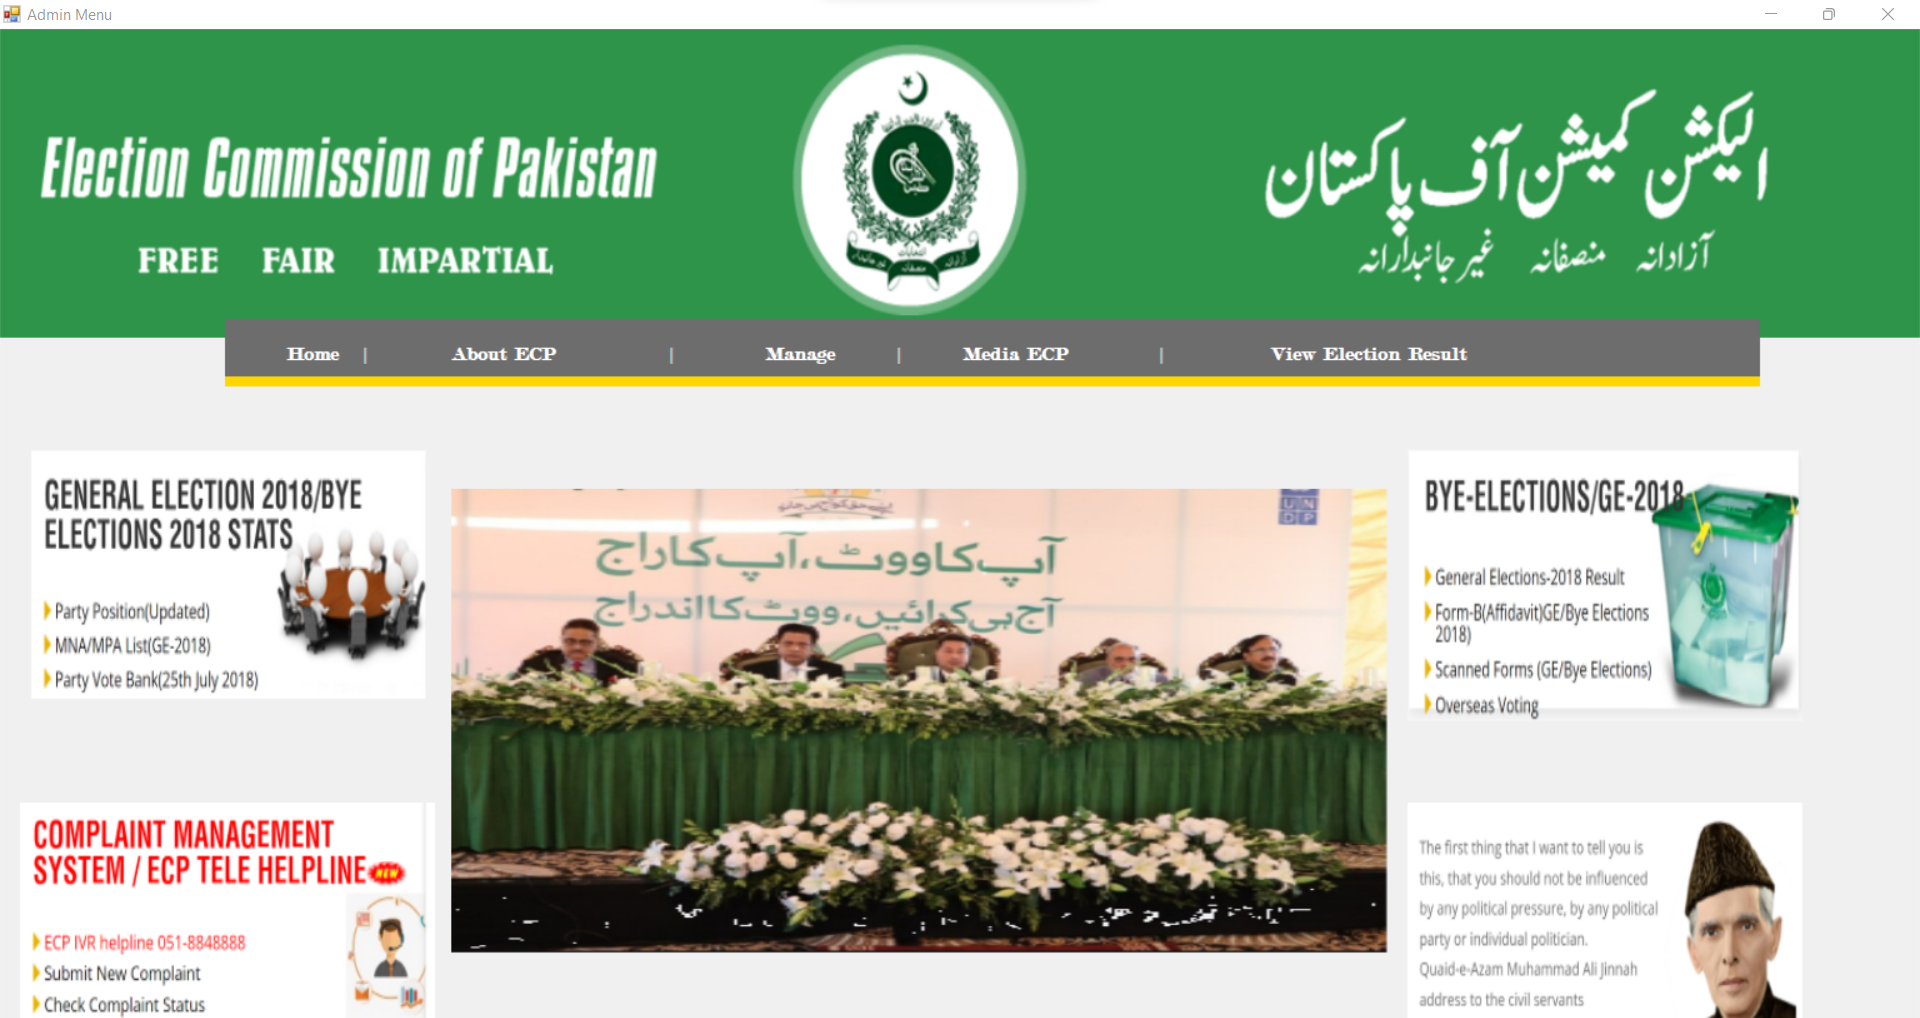 Admin Menu
Election Commission of Pakistan
FREE FAIR IMPARTIAL
الیکشن کمیشن آف پاکستان
آزادانہ منصفانہ غیر جانبدارانہ
Home | About ECP | Manage | Media ECP | View Election Result
GENERAL ELECTION 2018/BYE
ELECTIONS 2018 STATS
Party Position(Updated)
MNA/MPA List(GE-2018)
Party Vote Bank(25th July 2018)
COMPLAINT MANAGEMENT
SYSTEM / ECP TELE HELPLINE NEW
ECP IVR helpline 051-8848888
Submit New Complaint
Check Complaint Status
UN
DP
آپ کا ووٹ، آپ کا راج
آج ہی کرائیں، ووٹ کا اندراج
BYE-ELECTIONS/GE-2018
General Elections-2018 Result
Form-B(Affidavit)GE/Bye Elections
2018)
Scanned Forms (GE/Bye Elections)
Overseas Voting
The first thing that I want to tell you is
this, that you should not be influenced
by any political pressure, by any political
party or individual politician.
Quaid-e-Azam Muhammad Ali Jinnah
address to the civil servants